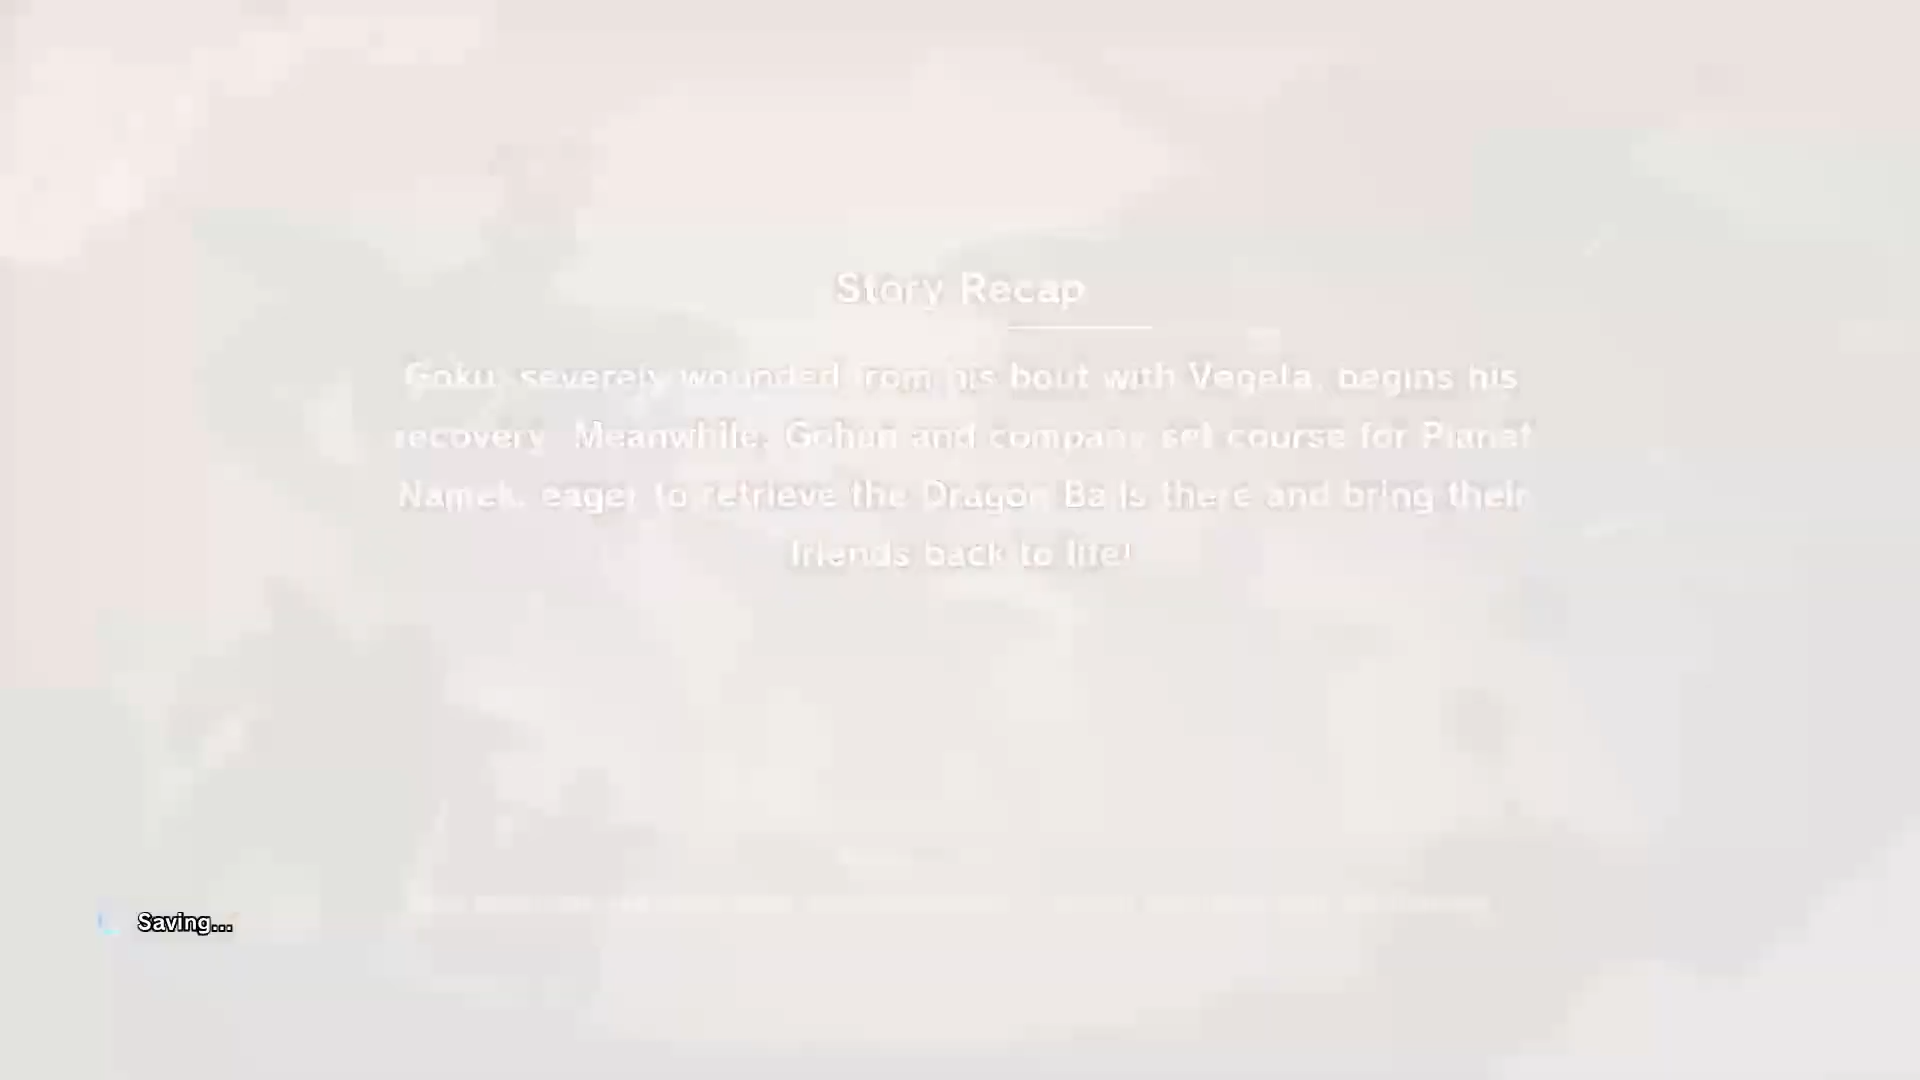 Story Recap
Goku, severely wounded from his bout with Vegeta, begins his
recovery. Meanwhile, Gohan and company set course for Planet
Namek, eager to retrieve the Dragon Balls there and bring their
friends back to life!
Saving...